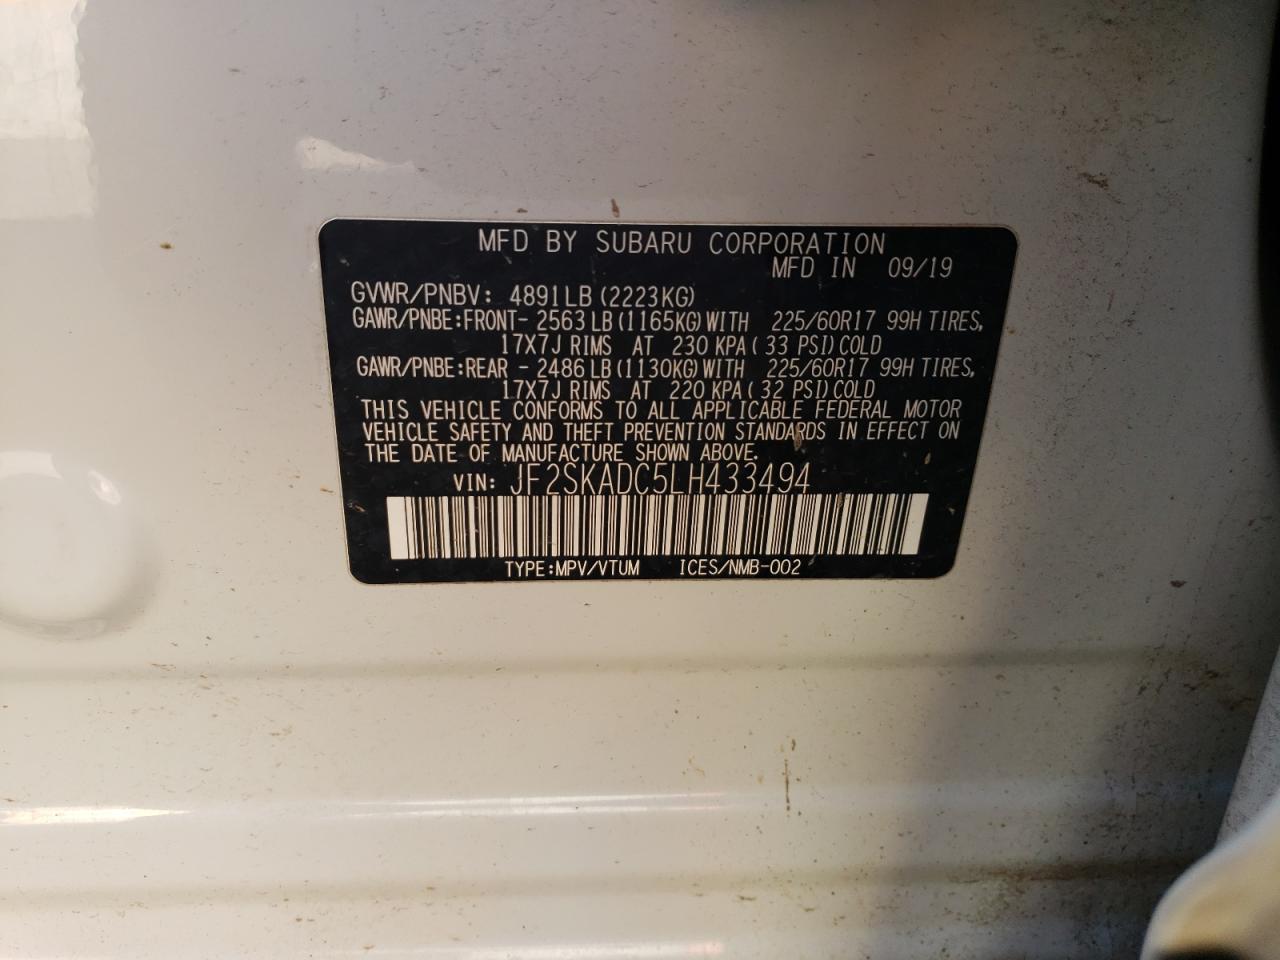 MFD BY SUBARU CORPORATION
MFD IN 09/19
GVWR/PNBV: 4891LB (2223KG)
GAWR/PNBE:FRONT- 2563 LB (1165KG) WITH 225/60R17 99H TIRES,
17X7J RIMS AT 230 KPA ( 33 PSI) COLD
GAWR/PNBE:REAR - 2486 LB (1130KG) WITH 225/60R17 99H TIRES,
17X7J RIMS AT 220 KPA ( 32 PSI) COLD
THIS VEHICLE CONFORMS TO ALL APPLICABLE FEDERAL MOTOR
VEHICLE SAFETY AND THEFT PREVENTION STANDARDS IN EFFECT ON
THE DATE OF MANUFACTURE SHOWN ABOVE.
VIN: JF2SKADC5LH433494
TYPE:MPV/VTUM ICES/NMB-002